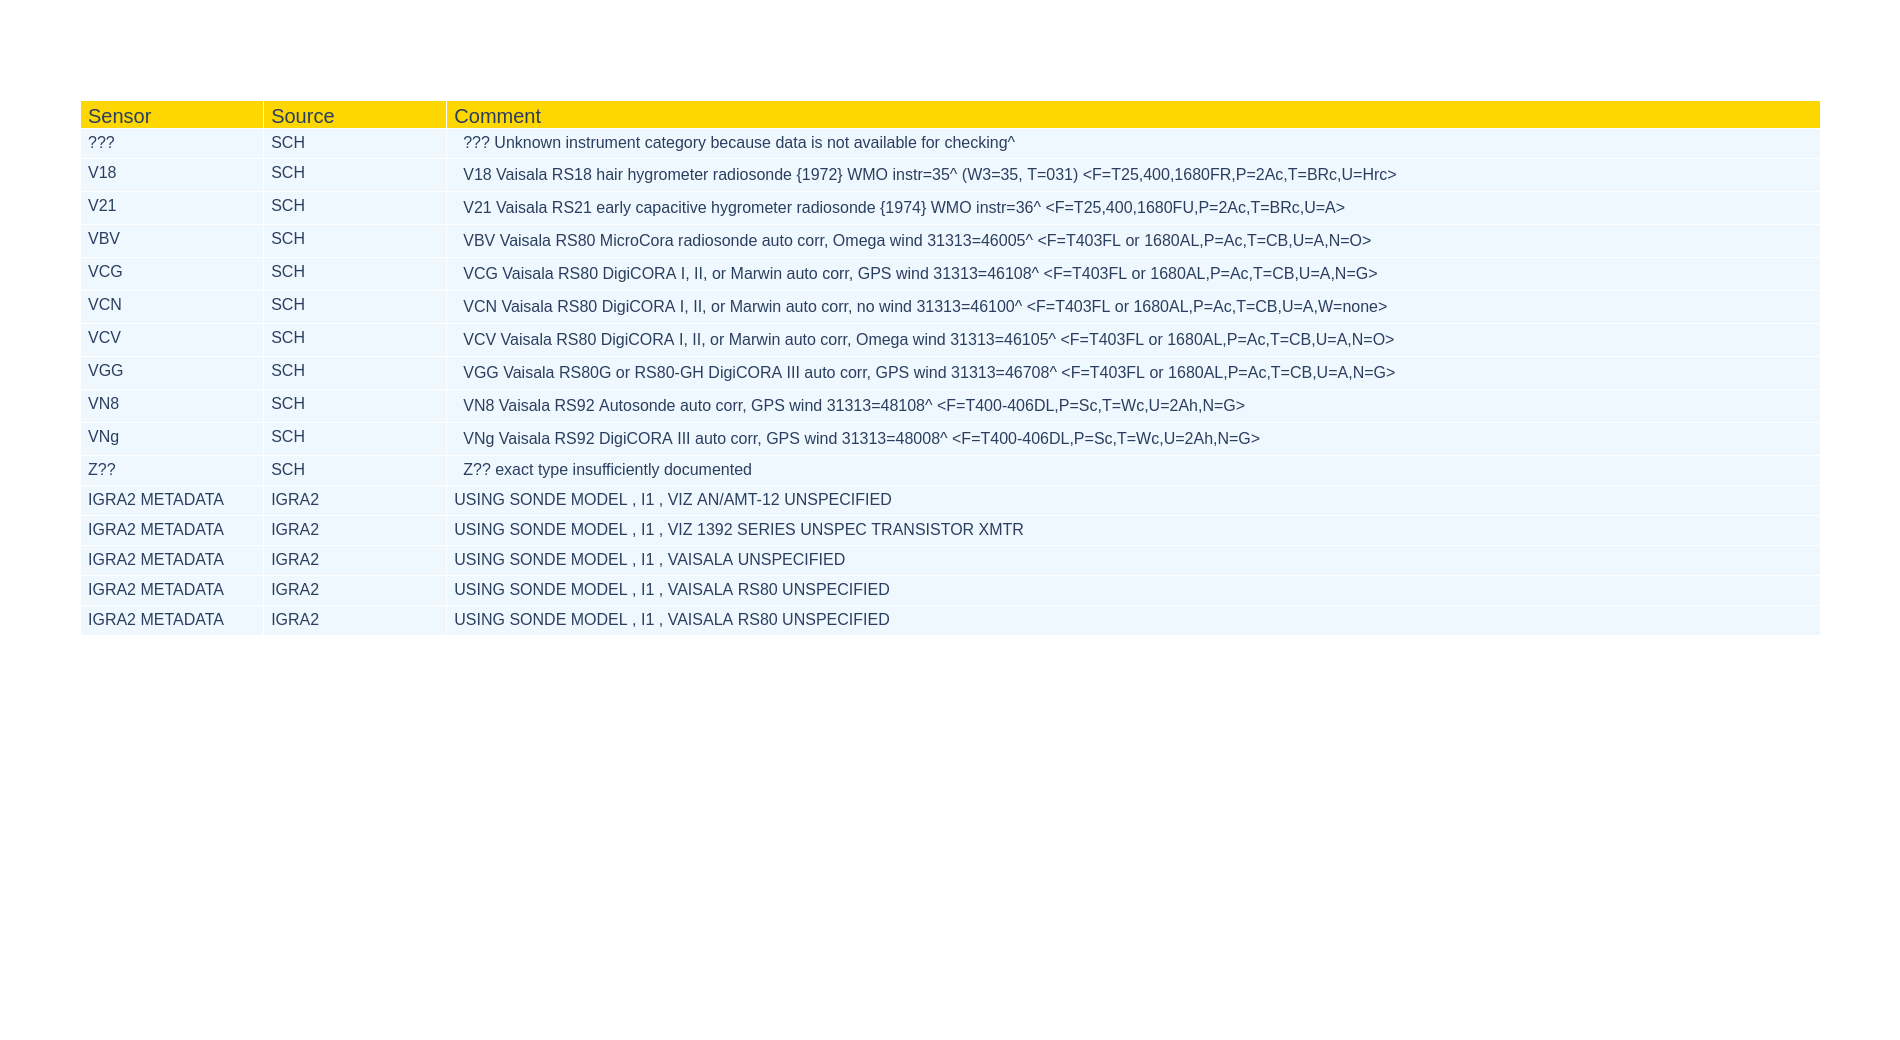 Sensor Source Comment
??? SCH ??? Unknown instrument category because data is not available for checking^
V18 SCH V18 Vaisala RS18 hair hygrometer radiosonde {1972} WMO instr=35^ (W3=35, T=031) <F=T25,400,1680FR,P=2Ac,T=BRc,U=Hrc>
V21 SCH V21 Vaisala RS21 early capacitive hygrometer radiosonde {1974} WMO instr=36^ <F=T25,400,1680FU,P=2Ac,T=BRc,U=A>
VBV SCH VBV Vaisala RS80 MicroCora radiosonde auto corr, Omega wind 31313=46005^ <F=T403FL or 1680AL,P=Ac,T=CB,U=A,N=O>
VCG SCH VCG Vaisala RS80 DigiCORA I, II, or Marwin auto corr, GPS wind 31313=46108^ <F=T403FL or 1680AL,P=Ac,T=CB,U=A,N=G>
VCN SCH VCN Vaisala RS80 DigiCORA I, II, or Marwin auto corr, no wind 31313=46100^ <F=T403FL or 1680AL,P=Ac,T=CB,U=A,W=none>
VCV SCH VCV Vaisala RS80 DigiCORA I, II, or Marwin auto corr, Omega wind 31313=46105^ <F=T403FL or 1680AL,P=Ac,T=CB,U=A,N=O>
VGG SCH VGG Vaisala RS80G or RS80-GH DigiCORA III auto corr, GPS wind 31313=46708^ <F=T403FL or 1680AL,P=Ac,T=CB,U=A,N=G>
VN8 SCH VN8 Vaisala RS92 Autosonde auto corr, GPS wind 31313=48108^ <F=T400-406DL,P=Sc,T=Wc,U=2Ah,N=G>
VNg SCH VNg Vaisala RS92 DigiCORA III auto corr, GPS wind 31313=48008^ <F=T400-406DL,P=Sc,T=Wc,U=2Ah,N=G>
Z?? SCH Z?? exact type insufficiently documented
IGRA2 METADATA IGRA2 USING SONDE MODEL , I1 , VIZ AN/AMT-12 UNSPECIFIED
IGRA2 METADATA IGRA2 USING SONDE MODEL , I1 , VIZ 1392 SERIES UNSPEC TRANSISTOR XMTR
IGRA2 METADATA IGRA2 USING SONDE MODEL , I1 , VAISALA UNSPECIFIED
IGRA2 METADATA IGRA2 USING SONDE MODEL , I1 , VAISALA RS80 UNSPECIFIED
IGRA2 METADATA IGRA2 USING SONDE MODEL , I1 , VAISALA RS80 UNSPECIFIED